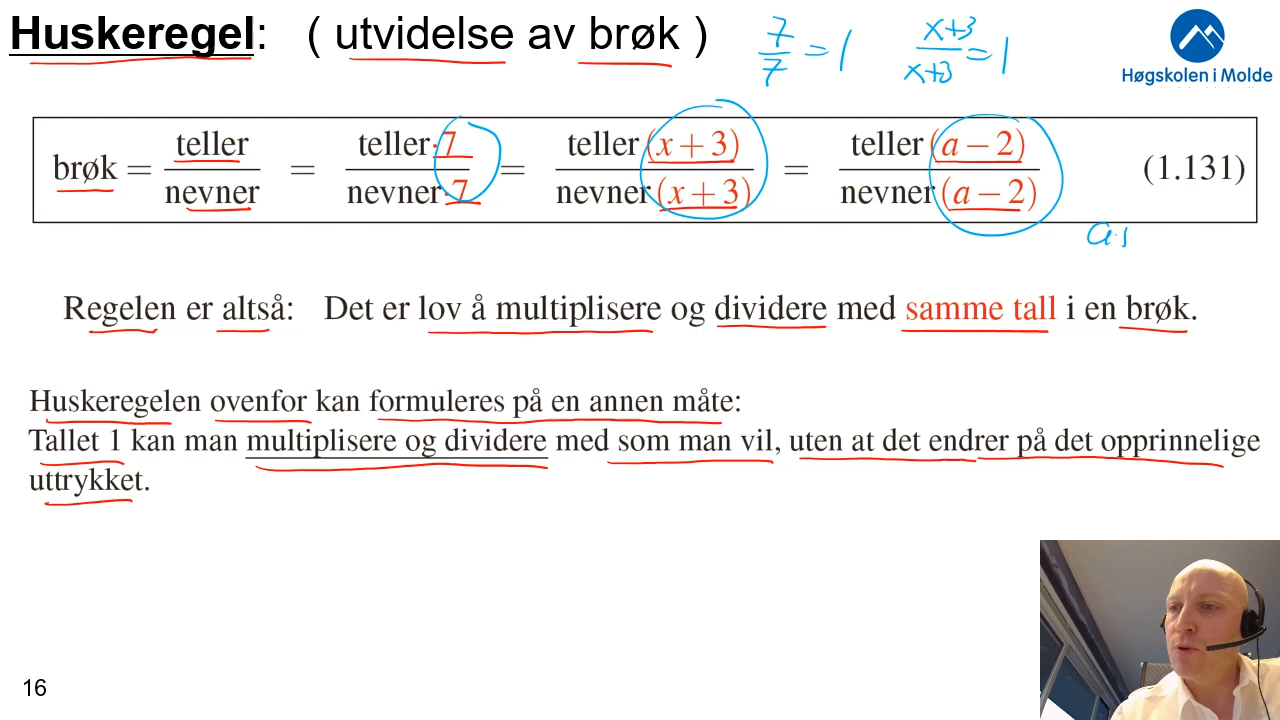 Huskeregel: ( utvidelse av brøk )
7/7 = 1
x+3/x+3 = 1
Høgskolen i Molde
brøk = teller/nevner = teller·7/nevner·7 = teller(x+3)/nevner(x+3) = teller(a−2)/nevner(a−2) (1.131)
Regelen er altså: Det er lov å multiplisere og dividere med samme tall i en brøk.
Huskeregelen ovenfor kan formuleres på en annen måte:
Tallet 1 kan man multiplisere og dividere med som man vil, uten at det endrer på det opprinnelige
uttrykket.
16